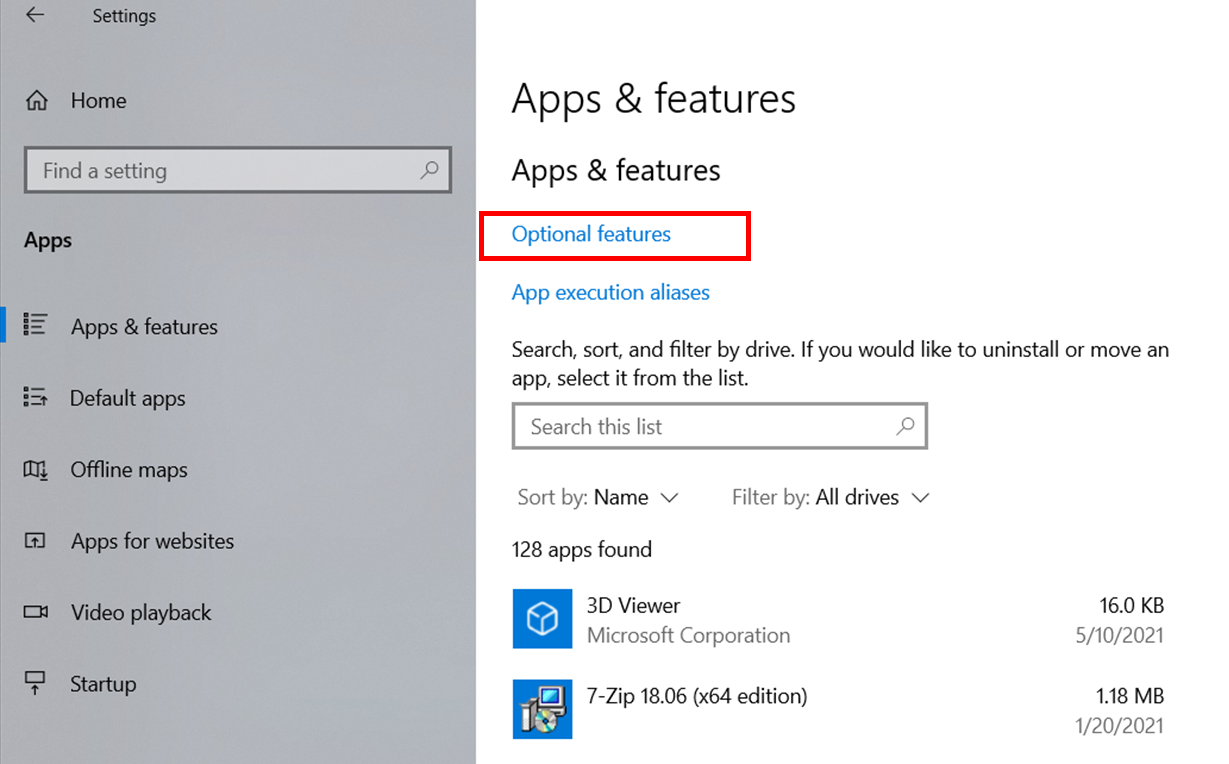 Settings
Home
Find a setting
Apps
Apps & features
Default apps
Offline maps
Apps for websites
Video playback
Startup
Apps & features
Apps & features
Optional features
App execution aliases
Search, sort, and filter by drive. If you would like to uninstall or move an
app, select it from the list.
Search this list
Sort by: Name Filter by: All drives
128 apps found
3D Viewer 16.0 KB
Microsoft Corporation 5/10/2021
7-Zip 18.06 (x64 edition) 1.18 MB
1/20/2021